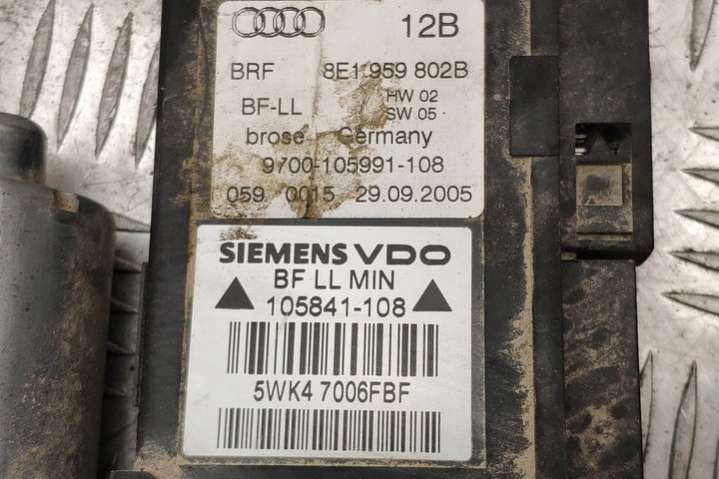 12B
BRF 8E1 959 802B
BF-LL HW 02
SW 05
brose Germany
9700-105991-108
059 0015 29.09.2005
SIEMENS VDO
BF LL MIN
105841-108
5WK4 7006FBF